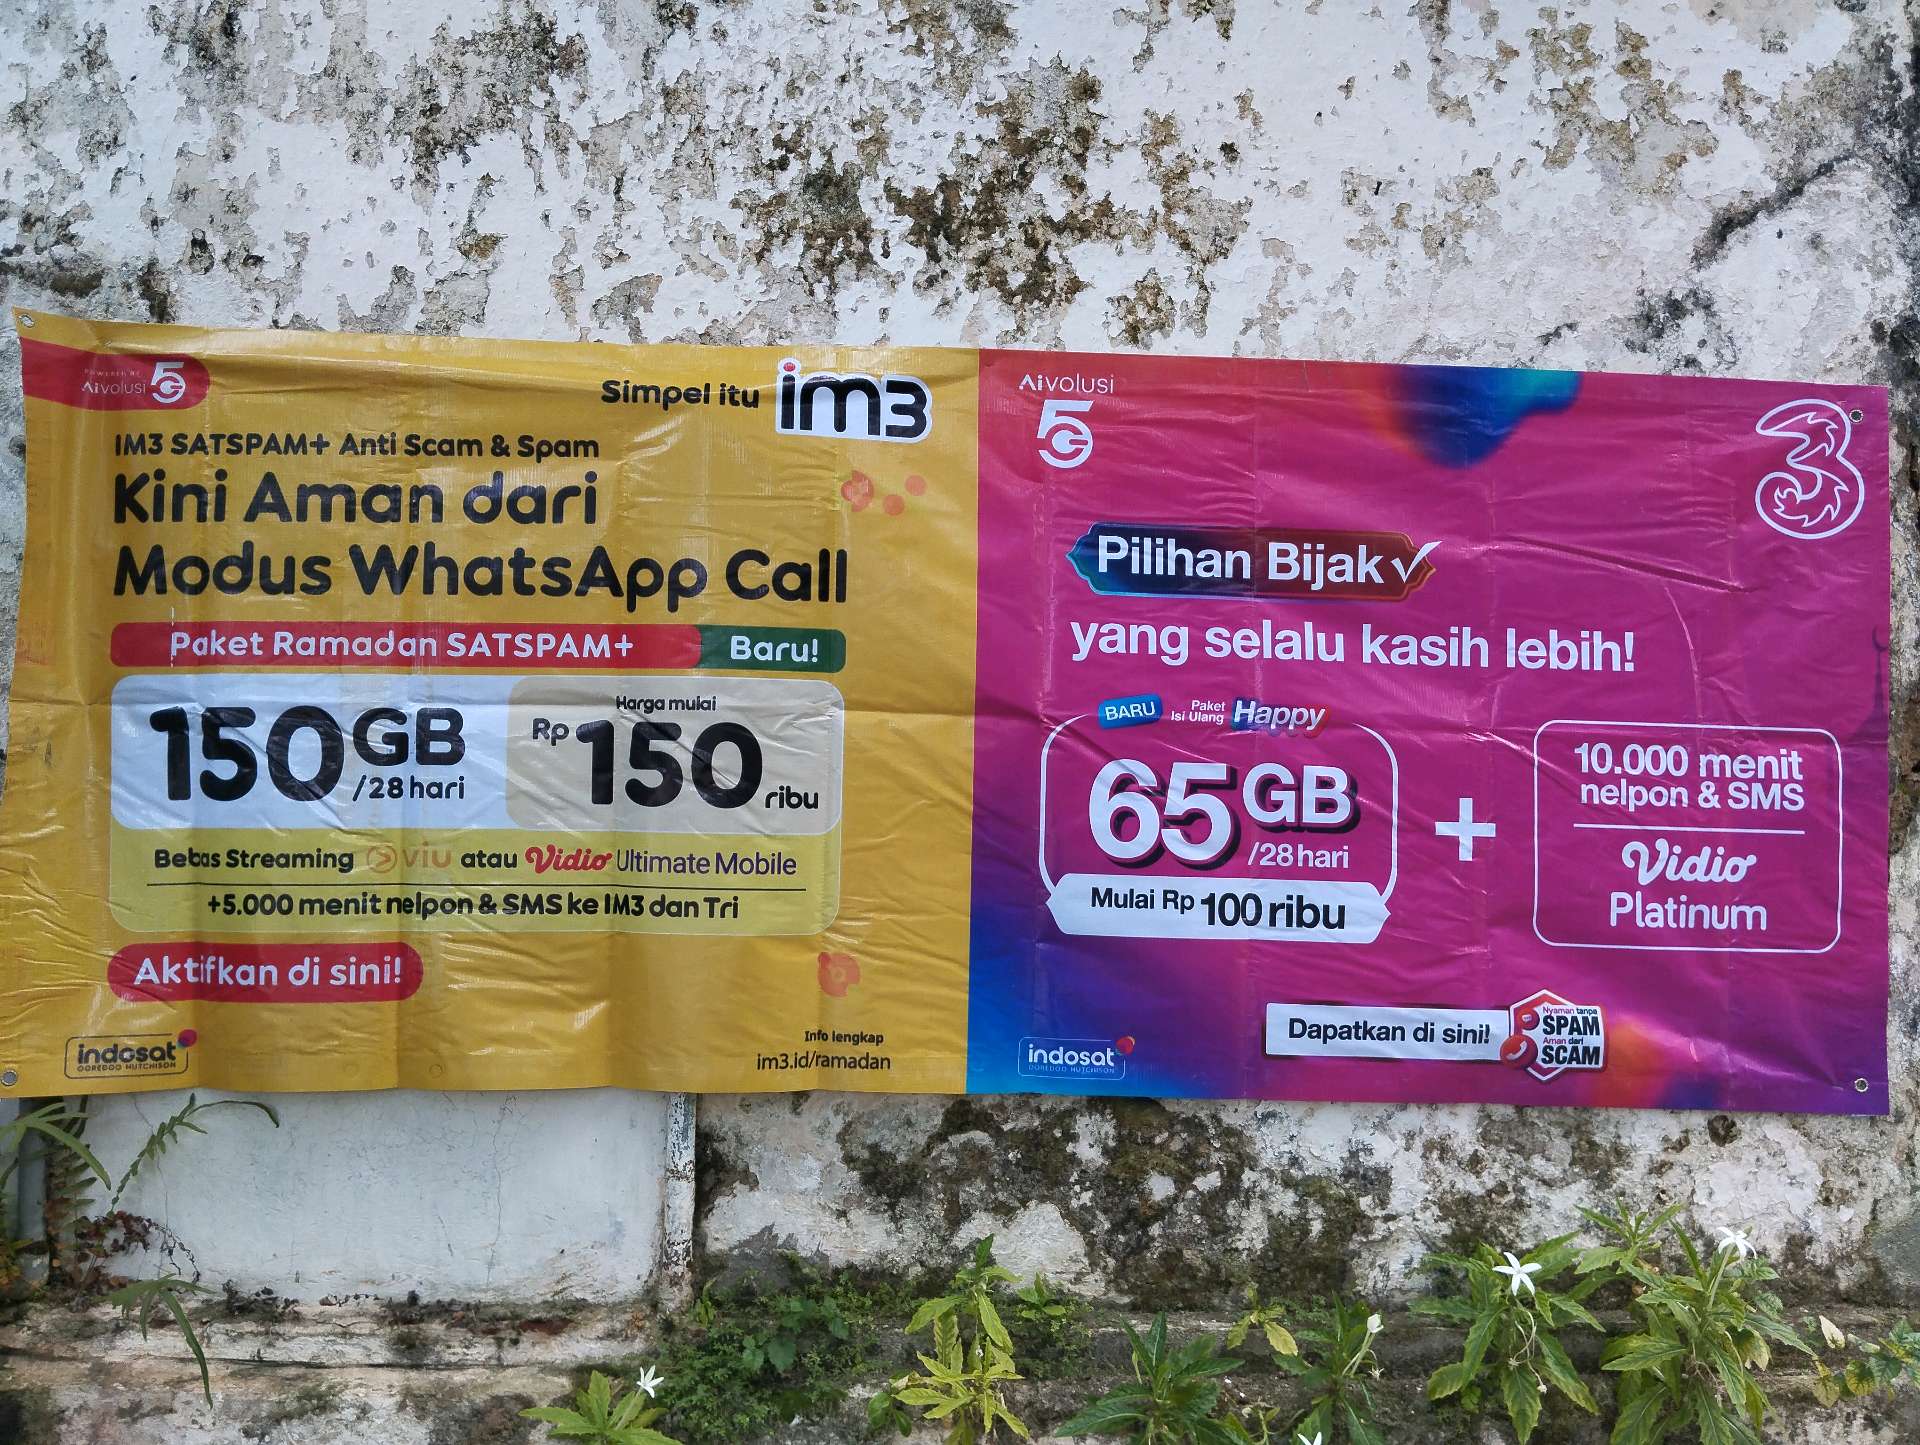 POWERED BY
Aivolusi 5G
Simpel itu im3
IM3 SATSPAM+ Anti Scam & Spam
Kini Aman dari
Modus WhatsApp Call
Paket Ramadan SATSPAM+ Baru!
150GB /28 hari
Harga mulai
Rp 150 ribu
Bebas Streaming viu atau Vidio Ultimate Mobile
+5.000 menit nelpon & SMS ke IM3 dan Tri
Aktifkan di sini!
indosat
OOREDOO HUTCHISON
Info lengkap
im3.id/ramadan
Aivolusi
5G
3
Pilihan Bijak
yang selalu kasih lebih!
BARU Paket Isi Ulang Happy
65GB /28 hari
Mulai Rp 100 ribu
+
10.000 menit
nelpon & SMS
Vidio
Platinum
Dapatkan di sini!
Nyaman tanpa
SPAM
Aman dari
SCAM
indosat
OOREDOO HUTCHISON